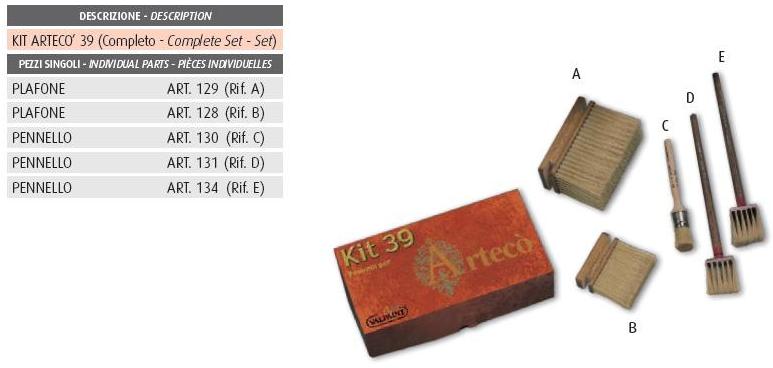 DESCRIZIONE - DESCRIPTION
KIT ARTECO' 39 (Completo - Complete Set - Set)
PEZZI SINGOLI - INDIVIDUAL PARTS - PIÈCES INDIVIDUELLES
PLAFONE ART. 129 (Rif. A)
PLAFONE ART. 128 (Rif. B)
PENNELLO ART. 130 (Rif. C)
PENNELLO ART. 131 (Rif. D)
PENNELLO ART. 134 (Rif. E)
E
A
D
C
Kit 39
Artecò
VALPAINT
B